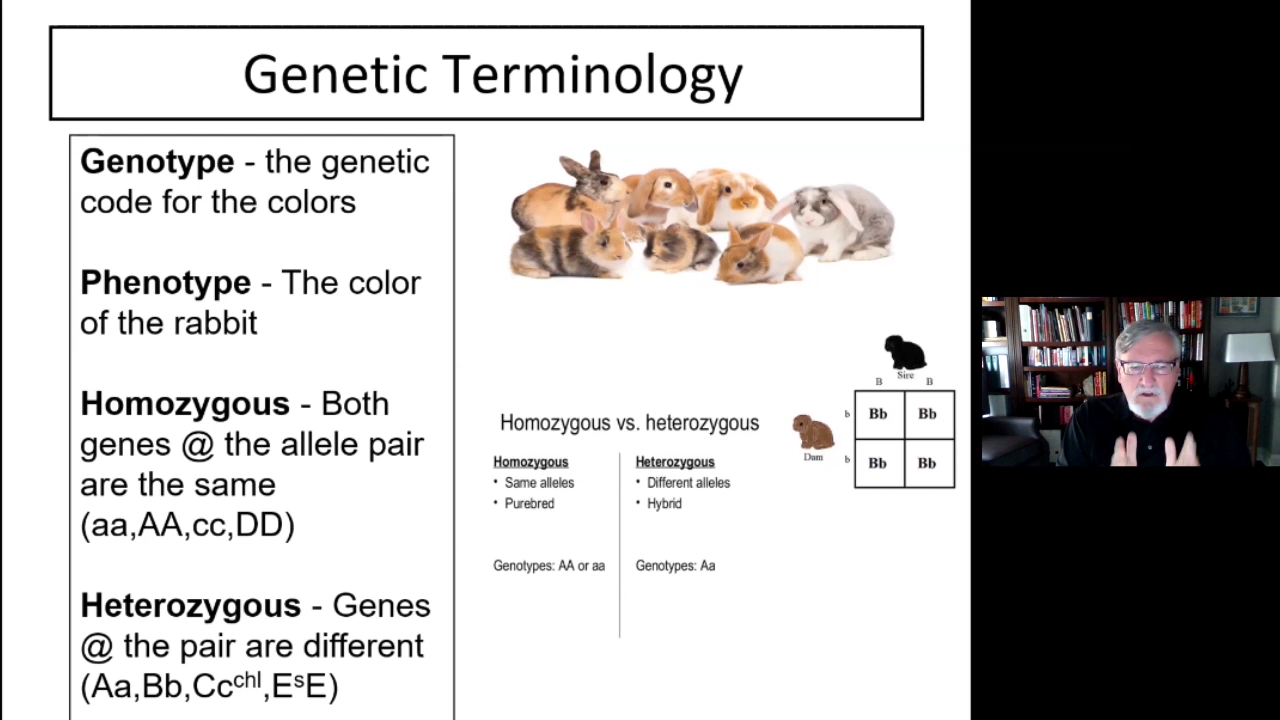 Genetic Terminology
Genotype - the genetic
code for the colors
Phenotype - The color
of the rabbit
Homozygous - Both
genes @ the allele pair
are the same
(aa,AA,cc,DD)
Heterozygous - Genes
@ the pair are different
(Aa,Bb,Cc^chl,E^sE)
Homozygous vs. heterozygous
Homozygous
• Same alleles
• Purebred
Genotypes: AA or aa
Heterozygous
• Different alleles
• Hybrid
Genotypes: Aa
Sire
B B
b Bb Bb
Dam
b Bb Bb